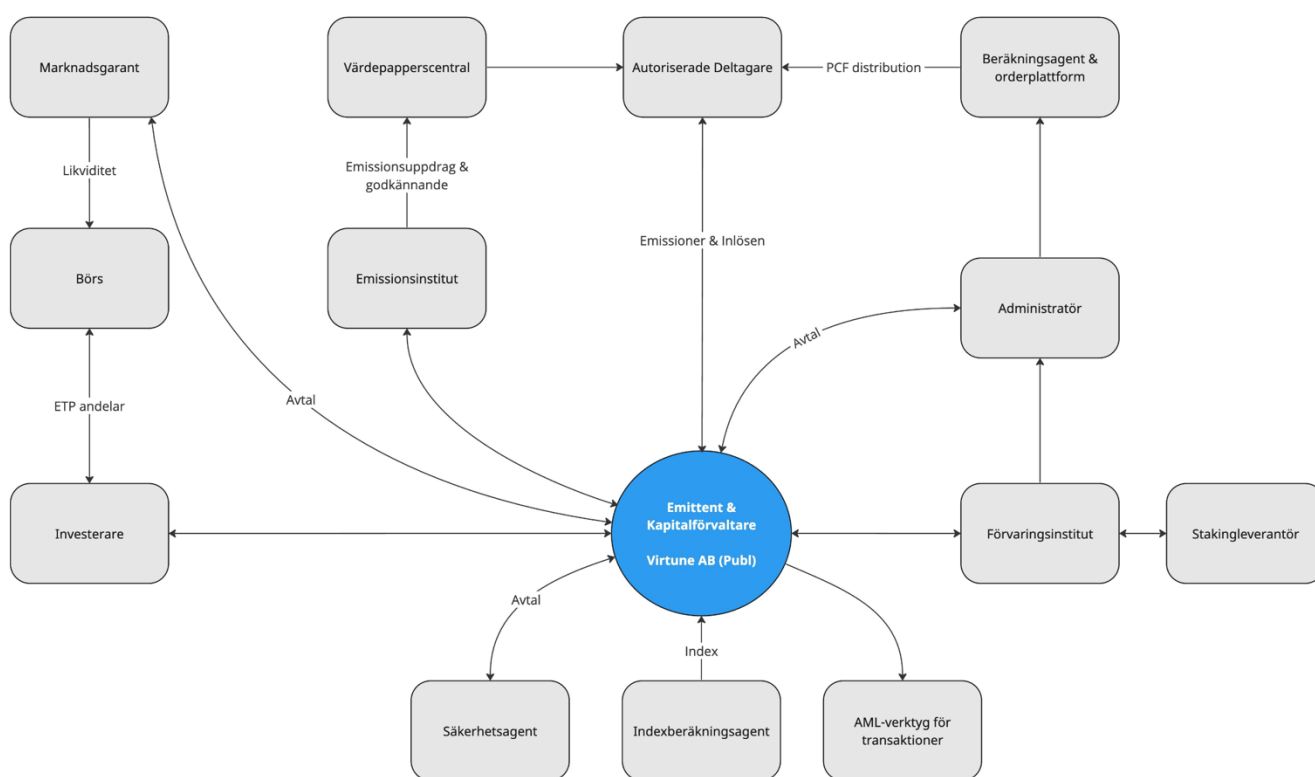 Marknadsgarant
Värdepapperscentral
Autoriserade Deltagare
PCF distribution
Beräkningsagent &
orderplattform
Likviditet
Emissionsuppdrag &
godkännande
Emissioner & Inlösen
Börs
Emissionsinstitut
Administratör
Avtal
ETP andelar
Avtal
Investerare
Emittent &
Kapitalförvaltare
Virtune AB (Publ)
Förvaringsinstitut
Stakingleverantör
Avtal
Index
Säkerhetsagent
Indexberäkningsagent
AML-verktyg för
transaktioner